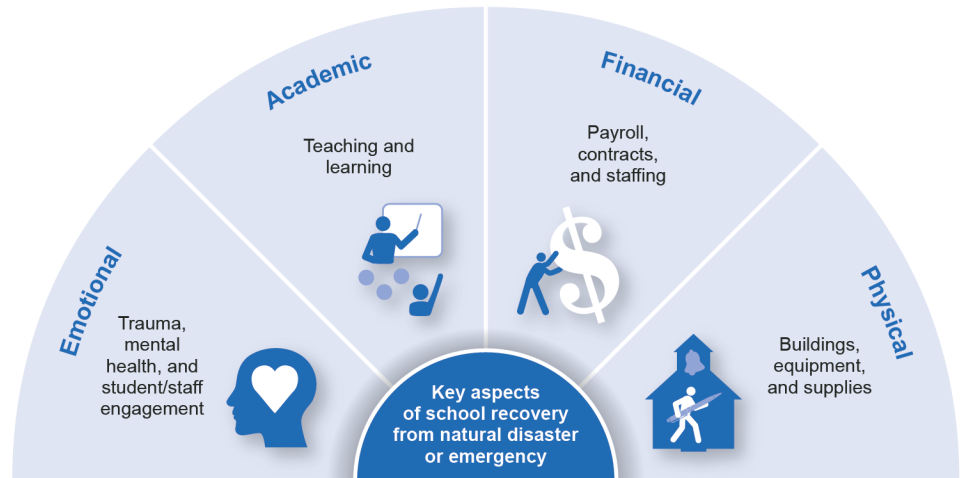 Emotional
Trauma,
mental
health, and
student/staff
engagement
Academic
Teaching and
learning
Financial
Payroll,
contracts,
and staffing
Physical
Buildings,
equipment,
and supplies
Key aspects
of school recovery
from natural disaster
or emergency